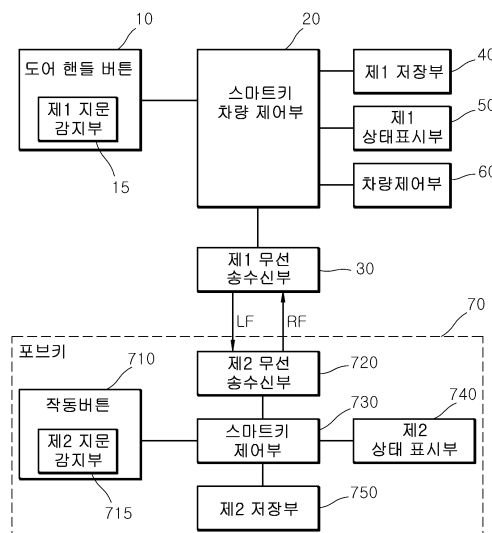 10
20
도어 핸들 버튼
제1 지문
감지부
15
스마트키
차량 제어부
제1 저장부
40
제1
상태표시부
50
차량제어부
60
제1 무선
송수신부
30
LF
RF
70
포브키
710
작동버튼
제2 지문
감지부
715
제2 무선
송수신부
720
스마트키
제어부
730
740
제2
상태 표시부
제2 저장부
750